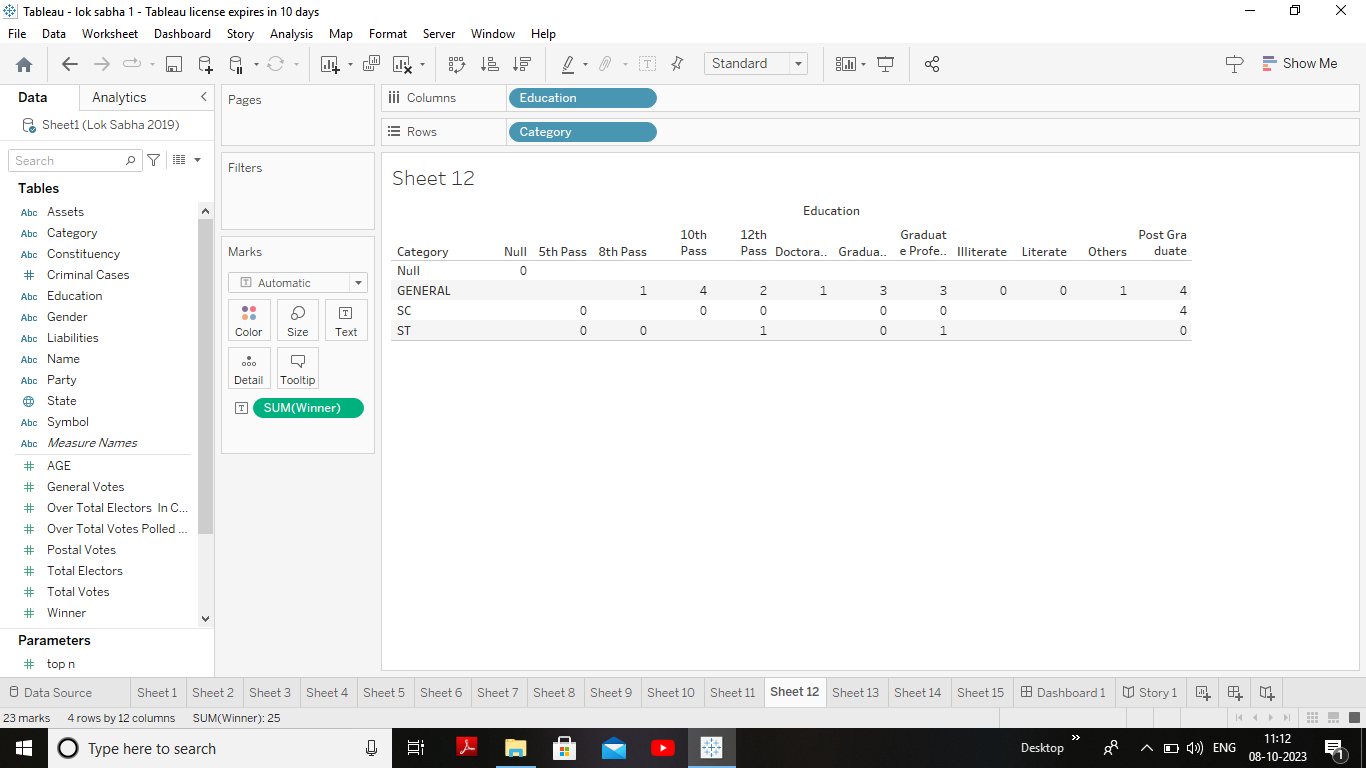 Tableau - lok sabha 1 - Tableau license expires in 10 days
File Data Worksheet Dashboard Story Analysis Map Format Server Window Help
Standard
Show Me
Data Analytics
Sheet1 (Lok Sabha 2019)
Search
Tables
Abc Assets
Abc Category
Abc Constituency
# Criminal Cases
Abc Education
Abc Gender
Abc Liabilities
Abc Name
Abc Party
State
Abc Symbol
Abc Measure Names
# AGE
# General Votes
# Over Total Electors In C...
# Over Total Votes Polled ...
# Postal Votes
# Total Electors
# Total Votes
# Winner
Parameters
# top n
Pages
Filters
Marks
T Automatic
Color Size Text
Detail Tooltip
T SUM(Winner)
Columns Education
Rows Category
Sheet 12
Education
Category Null 5th Pass 8th Pass 10th Pass 12th Pass Doctora.. Gradua.. Graduat e Profe.. Illiterate Literate Others Post Gra duate
Null 0
GENERAL 1 4 2 1 3 3 0 0 1 4
SC 0 0 0 0 0 4
ST 0 0 1 0 1 0
Data Source Sheet 1 Sheet 2 Sheet 3 Sheet 4 Sheet 5 Sheet 6 Sheet 7 Sheet 8 Sheet 9 Sheet 10 Sheet 11 Sheet 12 Sheet 13 Sheet 14 Sheet 15 Dashboard 1 Story 1
23 marks 4 rows by 12 columns SUM(Winner): 25
Type here to search
Desktop
ENG
11:12
08-10-2023
1